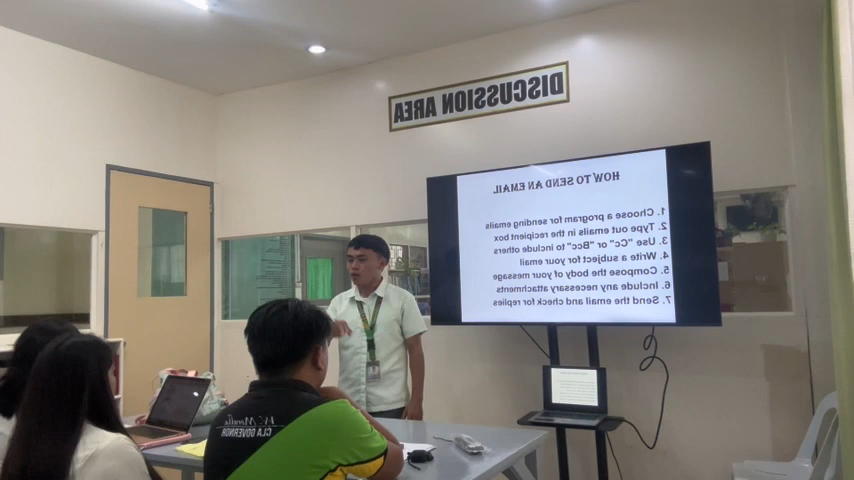 DISCUSSION AREA
HOW TO SEND AN EMAIL
1. Choose a program for sending emails
2. Type out emails in the recipient box
3. Use "Cc" or "Bcc" to include others
4. Write a subject for your email
5. Compose the body of your message
6. Include any necessary attachments
7. Send the email and check for replies
CLA GOVERNOR